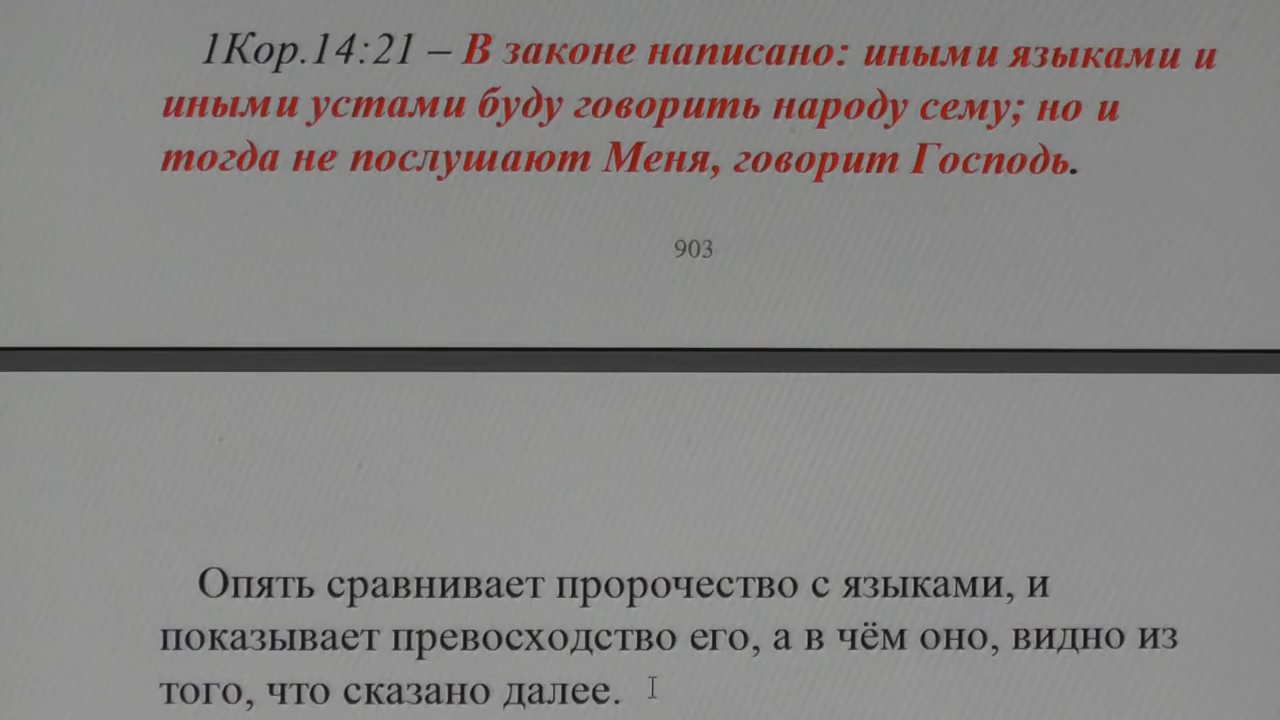 1Кор.14:21 – В законе написано: иными языками и
иными устами буду говорить народу сему; но и
тогда не послушают Меня, говорит Господь.
903
Опять сравнивает пророчество с языками, и
показывает превосходство его, а в чём оно, видно из
того, что сказано далее.